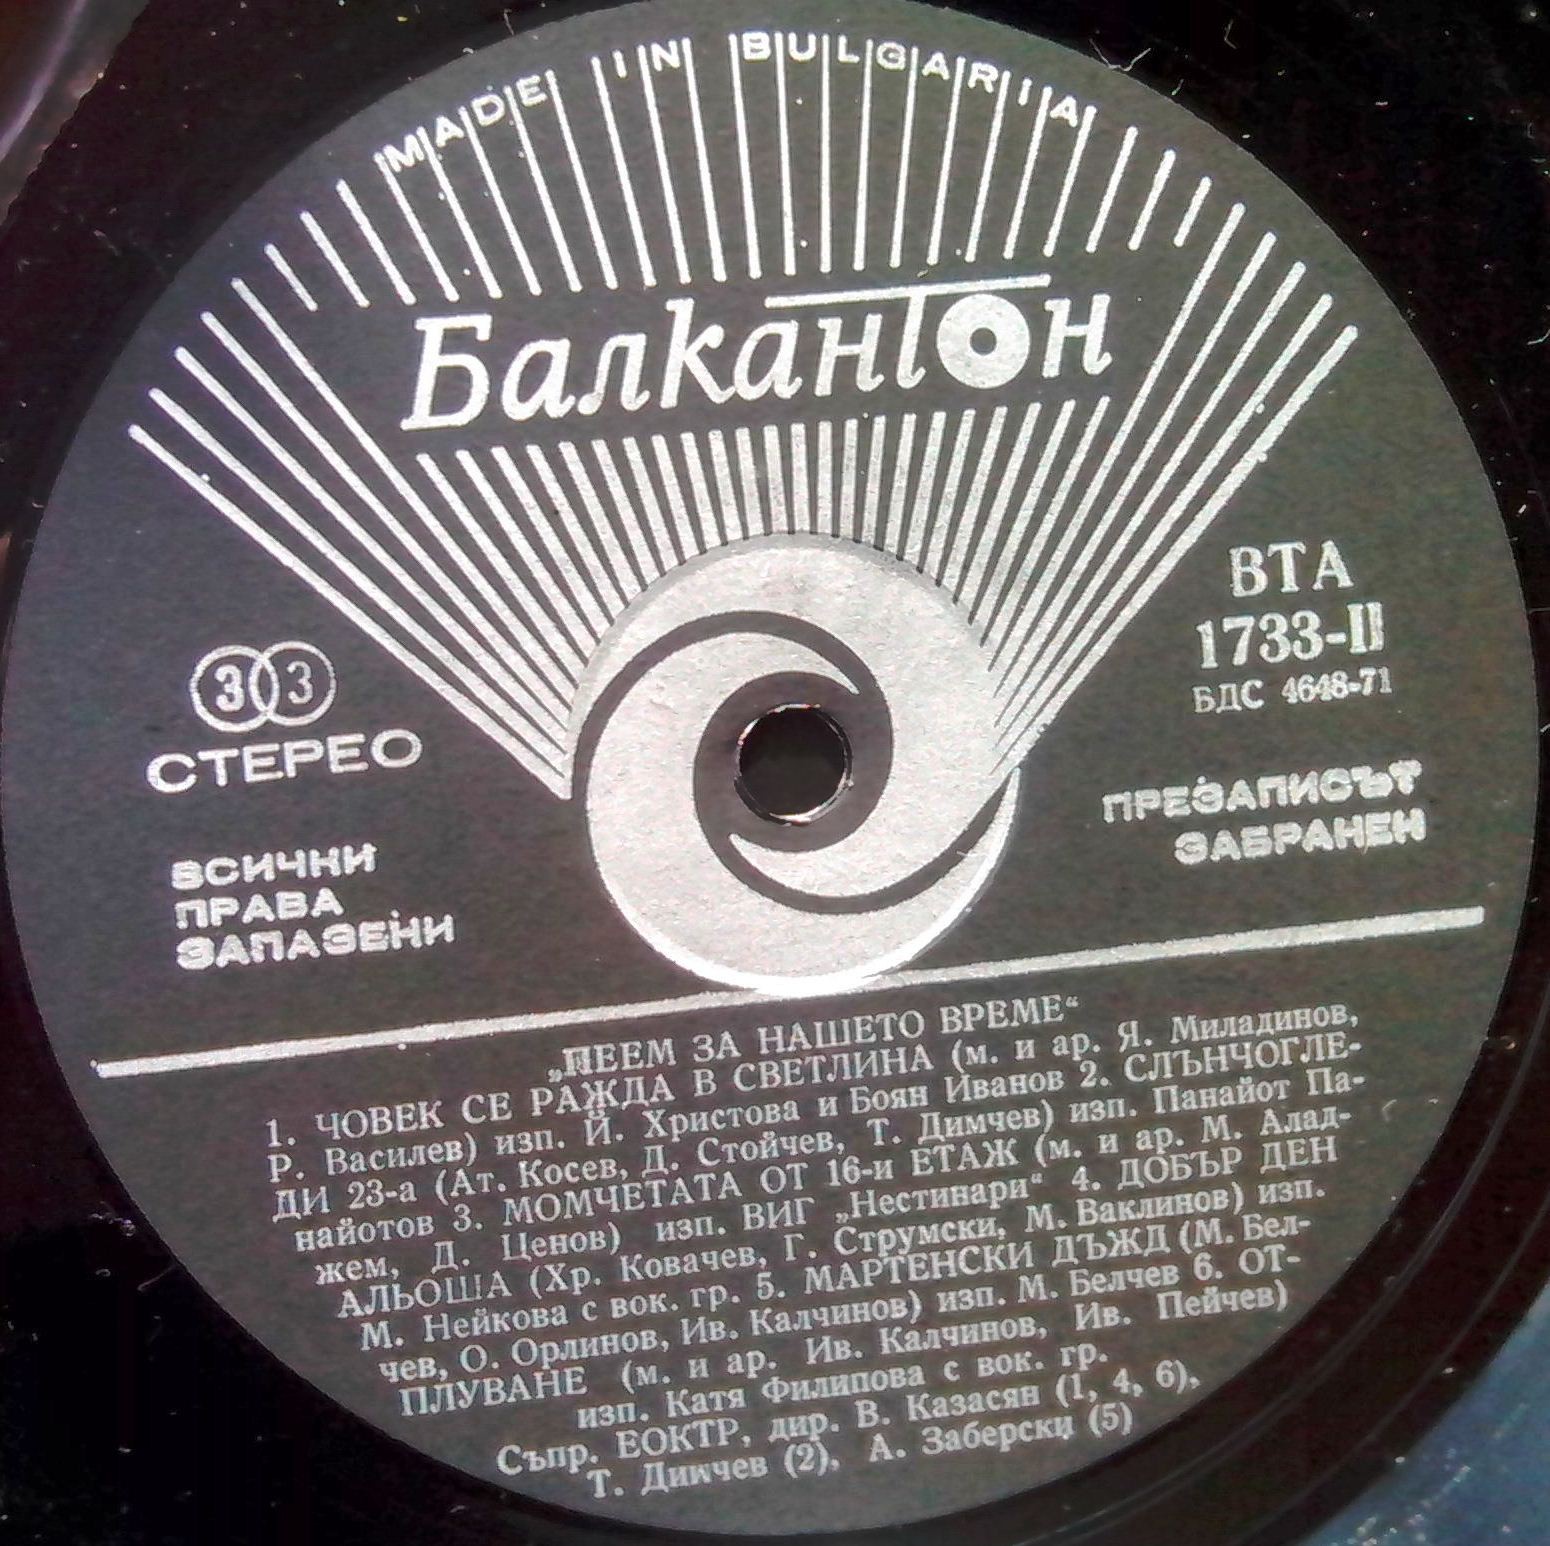 MADE IN BULGARIA
Балкантон
ВТА
1733-II
БДС 4648-71
33
СТЕРЕО
ПРЕЗАПИСЪТ
ЗАБРАНЕН
ВСИЧКИ
ПРАВА
ЗАПАЗЕНИ
„ПЕЕМ ЗА НАШЕТО ВРЕМЕ“
1. ЧОВЕК СЕ РАЖДА В СВЕТЛИНА (м. и ар. Я. Миладинов,
Р. Василев) изп. Й. Христова и Боян Иванов 2. СЛЪНЧОГЛЕ-
ДИ 23-а (Ат. Косев, Д. Стойчев, Т. Димчев) изп. Панайот Па-
найотов 3. МОМЧЕТАТА ОТ 16-и ЕТАЖ (м. и ар. М. Алад-
жем, Д. Ценов) изп. ВИГ „Нестинари“ 4. ДОБЪР ДЕН
АЛЬОША (Хр. Ковачев, Г. Струмски, М. Ваклинов) изп.
М. Нейкова с вок. гр. 5. МАРТЕНСКИ ДЪЖД (М. Бел-
чев, О. Орлинов, Ив. Калчинов) изп. М. Белчев 6. ОТ-
ПЛУВАНЕ (м. и ар. Ив. Калчинов, Ив. Пейчев)
изп. Катя Филипова с вок. гр.
Съпр. ЕОКТР, дир. В. Казасян (1, 4, 6),
Т. Димчев (2), А. Заберски (5)